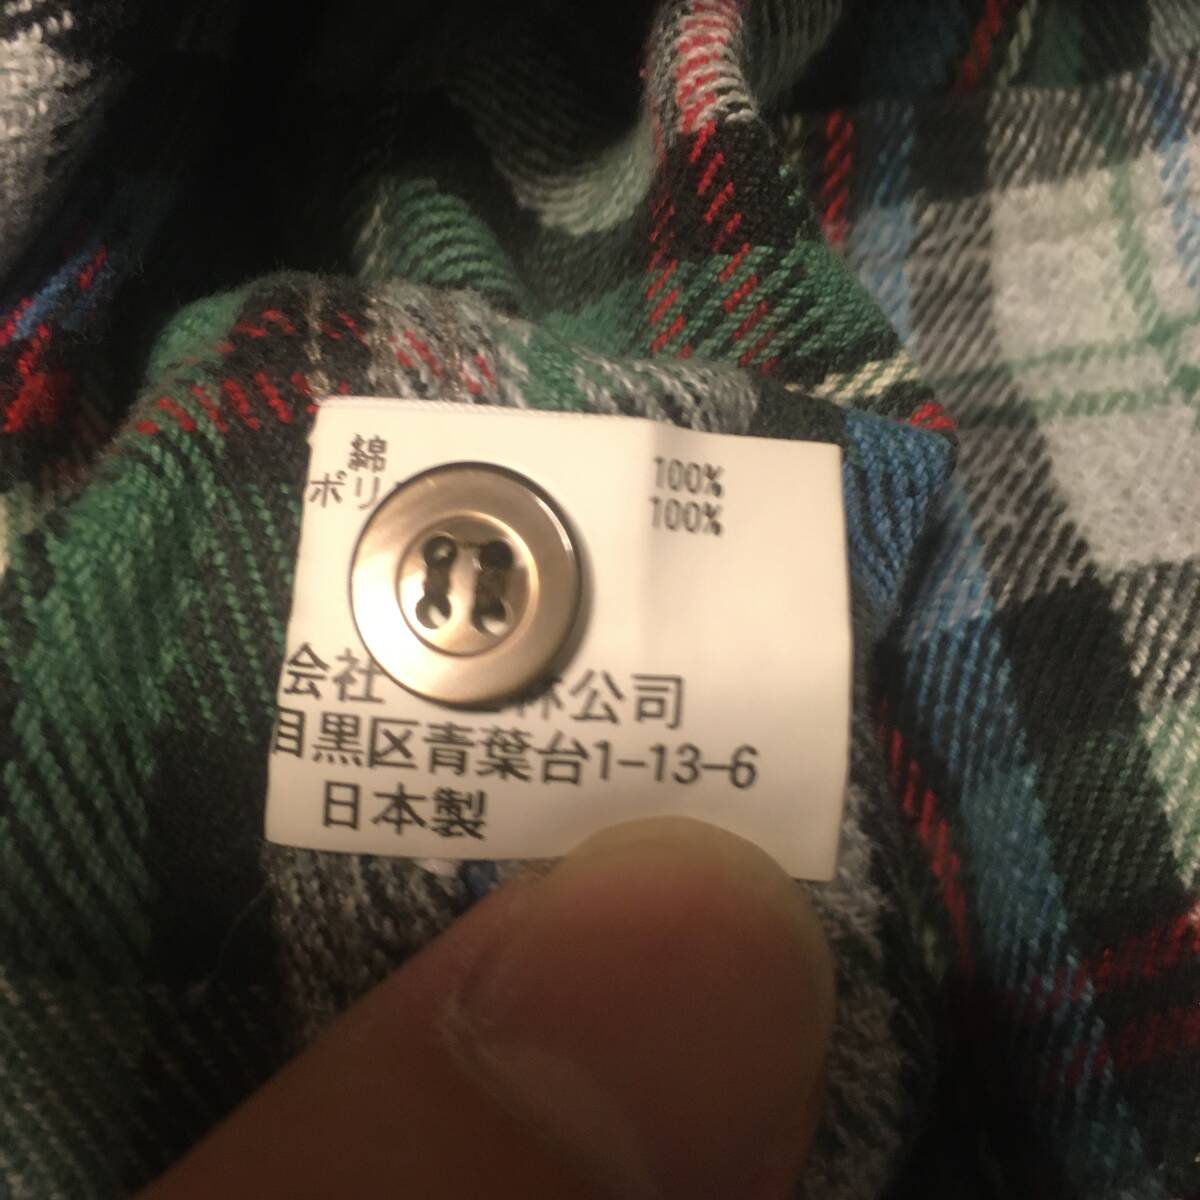 綿 100%
ポリ 100%
会社 林公司
目黒区青葉台1-13-6
日本製